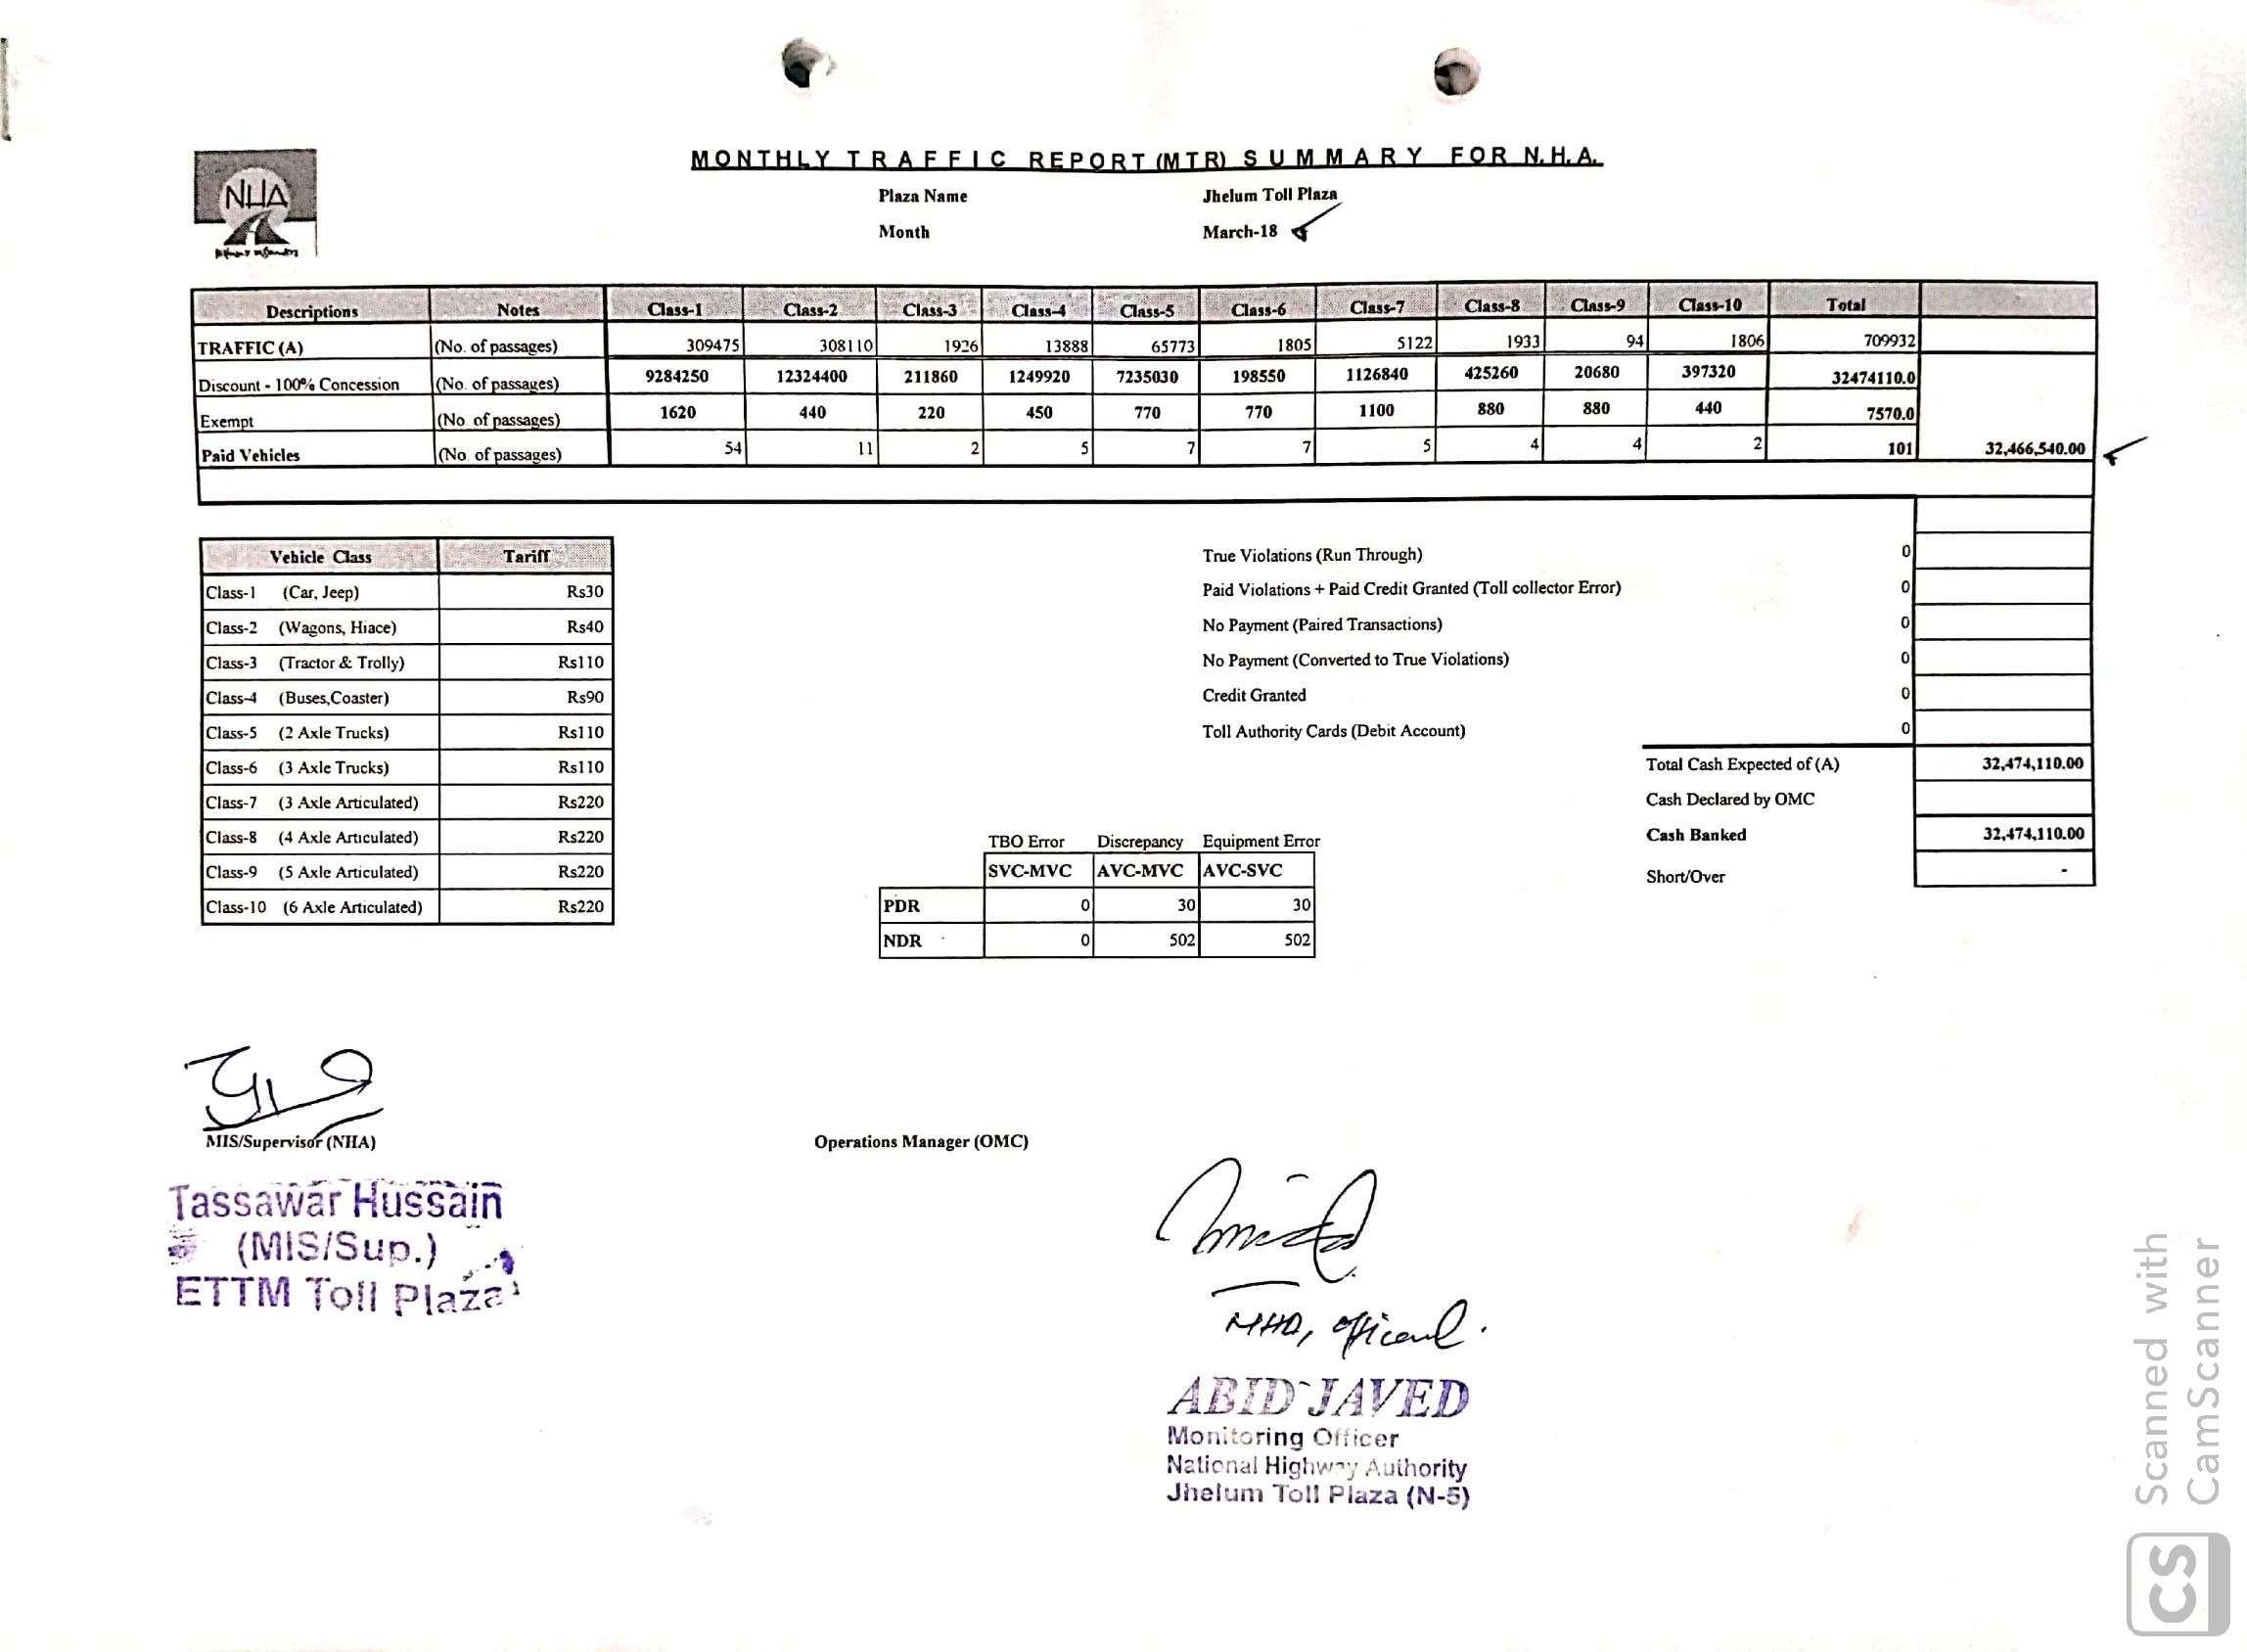 NHA
MONTHLY TRAFFIC REPORT (MTR) SUMMARY FOR N.H.A.
Plaza Name Jhelum Toll Plaza
Month March-18
Descriptions Notes Class-1 Class-2 Class-3 Class-4 Class-5 Class-6 Class-7 Class-8 Class-9 Class-10 Total
TRAFFIC (A) (No. of passages) 309475 308110 1926 13888 65773 1805 5122 1933 94 1806 709932
Discount - 100% Concession (No. of passages) 9284250 12324400 211860 1249920 7235030 198550 1126840 425260 20680 397320 32474110.0
Exempt (No of passages) 1620 440 220 450 770 770 1100 880 880 440 7570.0
Paid Vehicles (No. of passages) 54 11 2 5 7 7 5 4 4 2 101 32,466,540.00
Vehicle Class Tariff
Class-1 (Car, Jeep) Rs30
Class-2 (Wagons, Hiace) Rs40
Class-3 (Tractor & Trolly) Rs110
Class-4 (Buses,Coaster) Rs90
Class-5 (2 Axle Trucks) Rs110
Class-6 (3 Axle Trucks) Rs110
Class-7 (3 Axle Articulated) Rs220
Class-8 (4 Axle Articulated) Rs220
Class-9 (5 Axle Articulated) Rs220
Class-10 (6 Axle Articulated) Rs220
True Violations (Run Through) 0
Paid Violations + Paid Credit Granted (Toll collector Error) 0
No Payment (Paired Transactions) 0
No Payment (Converted to True Violations) 0
Credit Granted 0
Toll Authority Cards (Debit Account) 0
Total Cash Expected of (A) 32,474,110.00
Cash Declared by OMC
Cash Banked 32,474,110.00
Short/Over -
TBO Error Discrepancy Equipment Error
SVC-MVC AVC-MVC AVC-SVC
PDR 0 30 30
NDR 0 502 502
MIS/Supervisor (NHA)
Operations Manager (OMC)
Tassawar Hussain
(MIS/Sup.)
ETTM Toll Plaza
NHA,
ABID JAVED
Monitoring Officer
National Highway Authority
Jhelum Toll Plaza (N-5)
Scanned with
CamScanner
CS